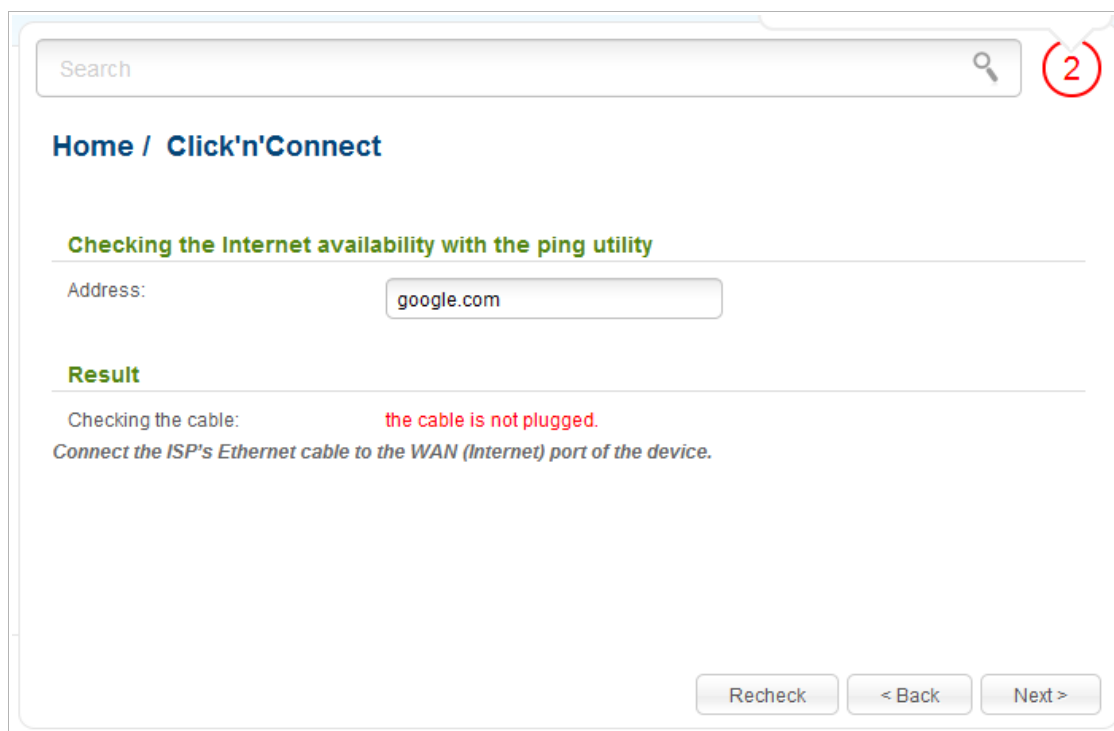 Search
2
Home / Click'n'Connect
Checking the Internet availability with the ping utility
Address: google.com
Result
Checking the cable: the cable is not plugged.
Connect the ISP's Ethernet cable to the WAN (Internet) port of the device.
Recheck < Back Next >